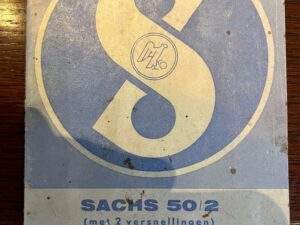 S
SACHS 50/2
(met 2 versnellingen)